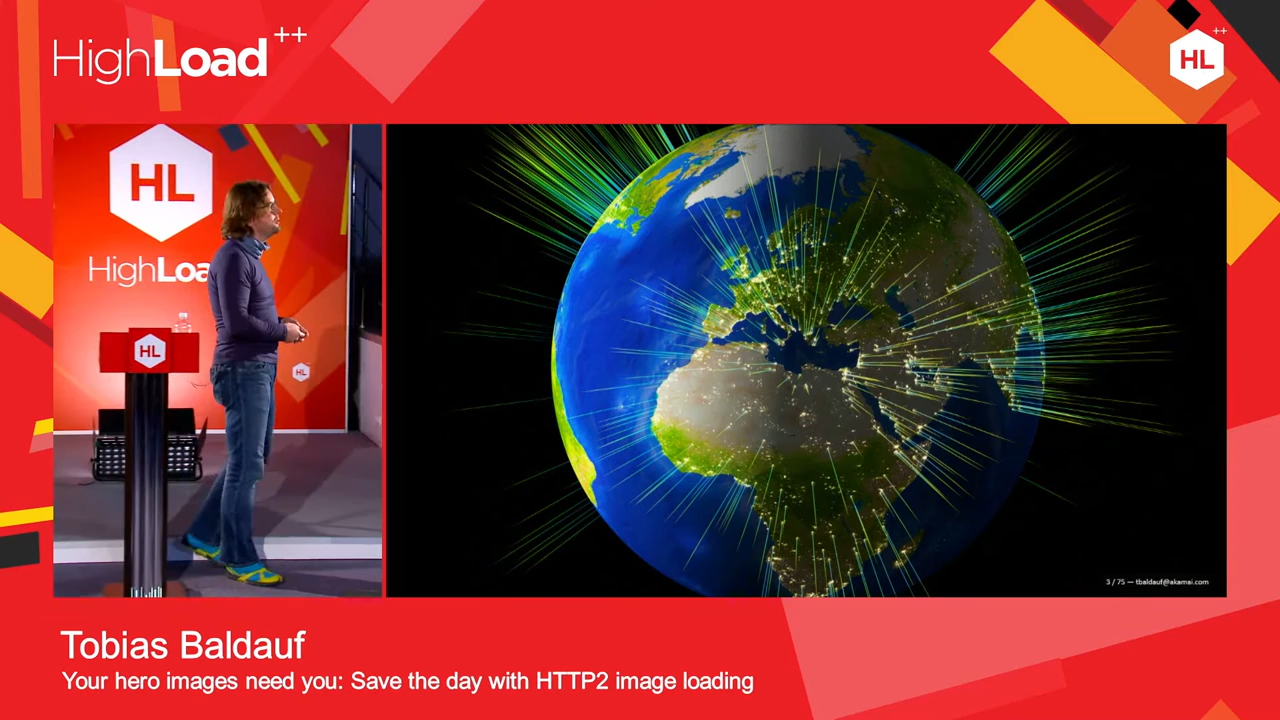 HighLoad++
HL++
HL
HighLoa
HL
HL
3 / 75 — tbaldauf@akamai.com
Tobias Baldauf
Your hero images need you: Save the day with HTTP2 image loading